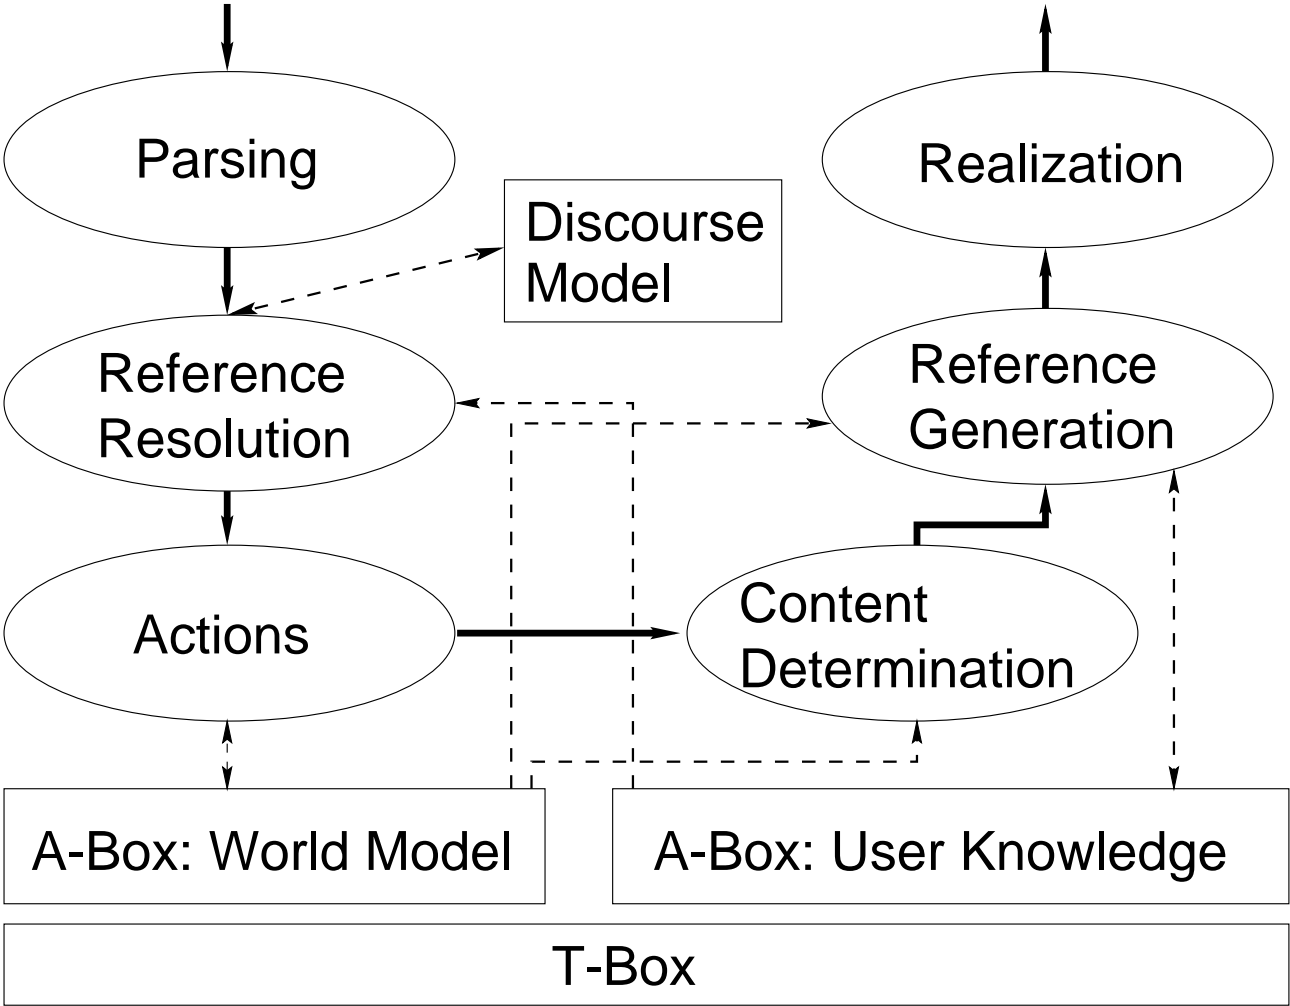 Parsing
Realization
Discourse
Model
Reference
Resolution
Reference
Generation
Actions
Content
Determination
A-Box: World Model
A-Box: User Knowledge
T-Box